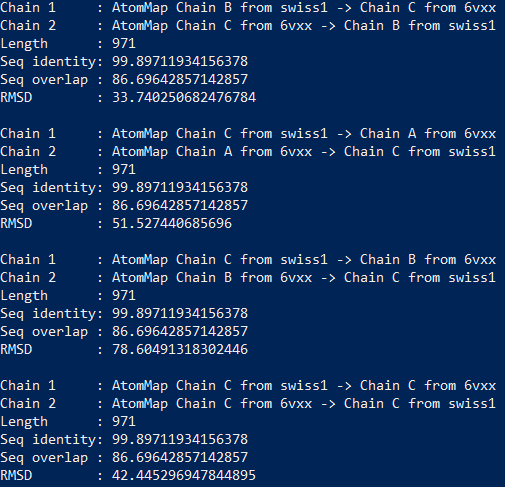 Chain 1     : AtomMap Chain B from swiss1 -> Chain C from 6vxx
Chain 2     : AtomMap Chain C from 6vxx -> Chain B from swiss1
Length      : 971
Seq identity: 99.89711934156378
Seq overlap : 86.69642857142857
RMSD        : 33.740250682476784

Chain 1     : AtomMap Chain C from swiss1 -> Chain A from 6vxx
Chain 2     : AtomMap Chain A from 6vxx -> Chain C from swiss1
Length      : 971
Seq identity: 99.89711934156378
Seq overlap : 86.69642857142857
RMSD        : 51.527440685696

Chain 1     : AtomMap Chain C from swiss1 -> Chain B from 6vxx
Chain 2     : AtomMap Chain B from 6vxx -> Chain C from swiss1
Length      : 971
Seq identity: 99.89711934156378
Seq overlap : 86.69642857142857
RMSD        : 78.60491318302446

Chain 1     : AtomMap Chain C from swiss1 -> Chain C from 6vxx
Chain 2     : AtomMap Chain C from 6vxx -> Chain C from swiss1
Length      : 971
Seq identity: 99.89711934156378
Seq overlap : 86.69642857142857
RMSD        : 42.445296947844895